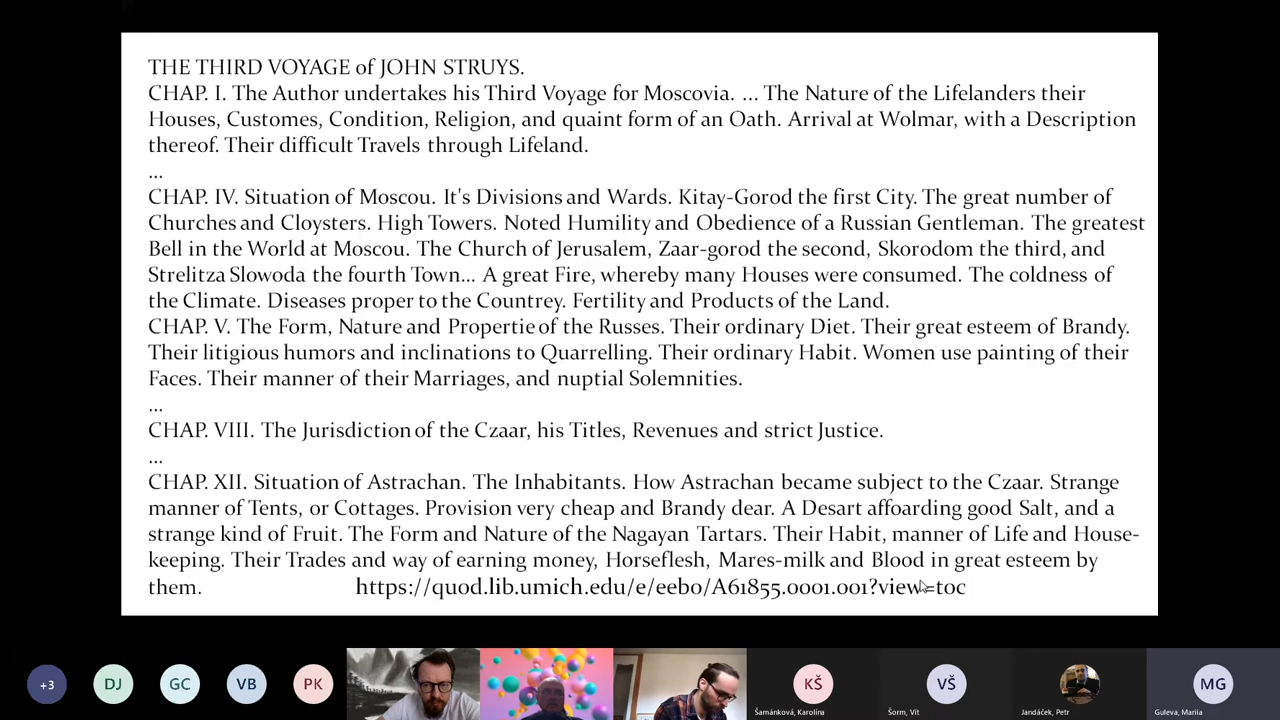 THE THIRD VOYAGE of JOHN STRUYS.
CHAP. I. The Author undertakes his Third Voyage for Moscovia. ... The Nature of the Lifelanders their
Houses, Customes, Condition, Religion, and quaint form of an Oath. Arrival at Wolmar, with a Description
thereof. Their difficult Travels through Lifeland.
...
CHAP. IV. Situation of Moscou. It's Divisions and Wards. Kitay-Gorod the first City. The great number of
Churches and Cloysters. High Towers. Noted Humility and Obedience of a Russian Gentleman. The greatest
Bell in the World at Moscou. The Church of Jerusalem, Zaar-gorod the second, Skorodom the third, and
Strelitza Slowoda the fourth Town... A great Fire, whereby many Houses were consumed. The coldness of
the Climate. Diseases proper to the Countrey. Fertility and Products of the Land.
CHAP. V. The Form, Nature and Propertie of the Russes. Their ordinary Diet. Their great esteem of Brandy.
Their litigious humors and inclinations to Quarrelling. Their ordinary Habit. Women use painting of their
Faces. Their manner of their Marriages, and nuptial Solemnities.
...
CHAP. VIII. The Jurisdiction of the Czaar, his Titles, Revenues and strict Justice.
...
CHAP. XII. Situation of Astrachan. The Inhabitants. How Astrachan became subject to the Czaar. Strange
manner of Tents, or Cottages. Provision very cheap and Brandy dear. A Desart affoarding good Salt, and a
strange kind of Fruit. The Form and Nature of the Nagayan Tartars. Their Habit, manner of Life and House-
keeping. Their Trades and way of earning money, Horseflesh, Mares-milk and Blood in great esteem by
them. https://quod.lib.umich.edu/e/eebo/A61855.0001.001?view=toc
+3 DJ GC VB PK KŠ VŠ MG
Šamánková, Karolína Šorm, Vít Jandáček, Petr Guleva, Mariia